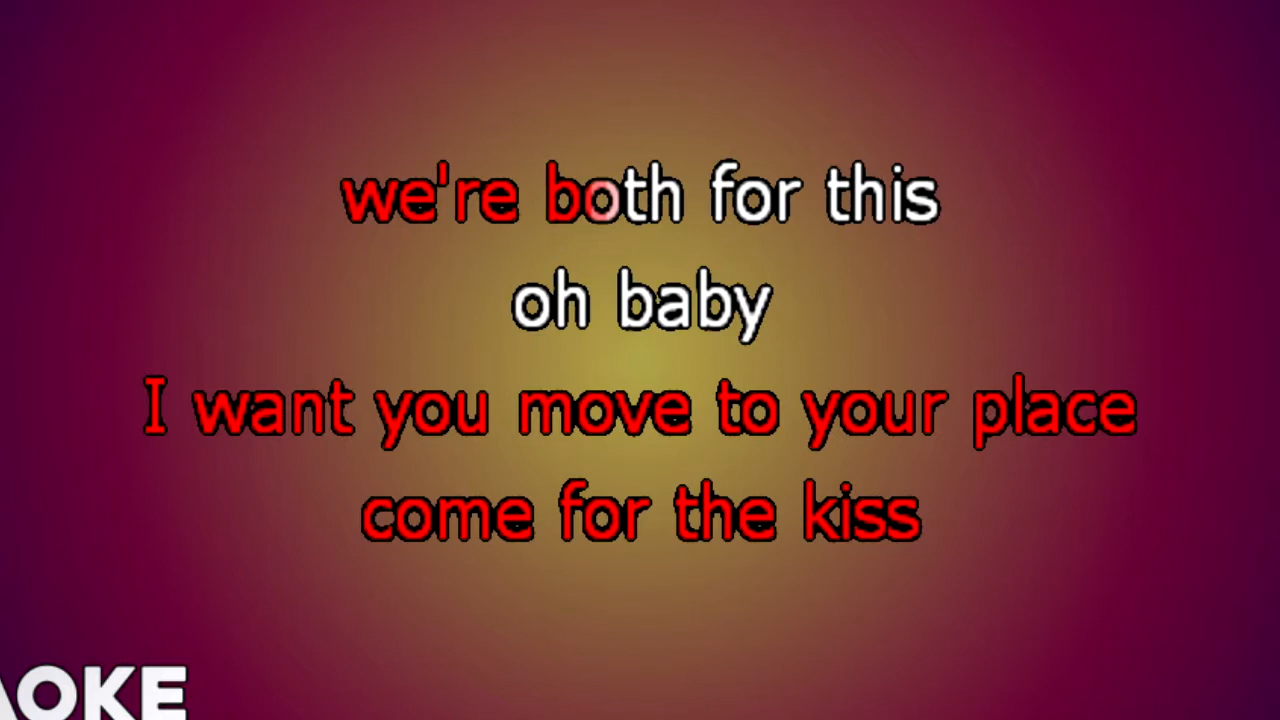 we're both for this
oh baby
I want you move to your place
come for the kiss
AOKE